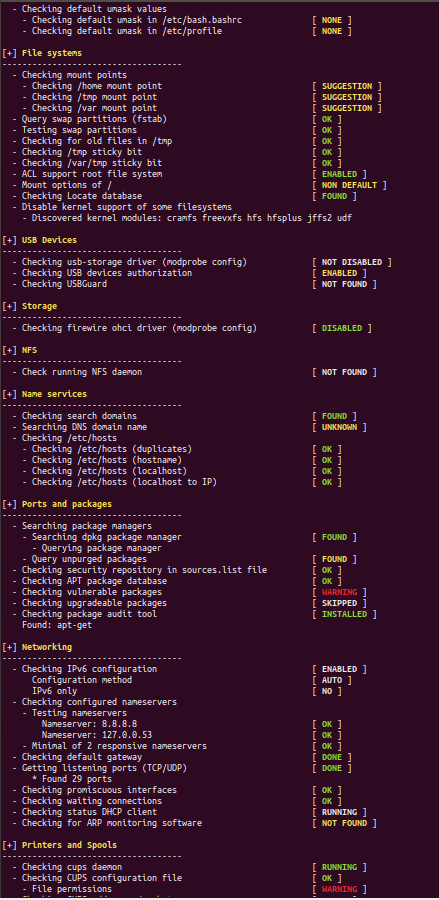 - Checking default umask values
- Checking default umask in /etc/bash.bashrc [ NONE ]
- Checking default umask in /etc/profile [ NONE ]
[+] File systems
------------------------------------
- Checking mount points
- Checking /home mount point [ SUGGESTION ]
- Checking /tmp mount point [ SUGGESTION ]
- Checking /var mount point [ SUGGESTION ]
- Query swap partitions (fstab) [ OK ]
- Testing swap partitions [ OK ]
- Checking for old files in /tmp [ OK ]
- Checking /tmp sticky bit [ OK ]
- Checking /var/tmp sticky bit [ OK ]
- ACL support root file system [ ENABLED ]
- Mount options of / [ NON DEFAULT ]
- Checking Locate database [ FOUND ]
- Disable kernel support of some filesystems
- Discovered kernel modules: cramfs freevxfs hfs hfsplus jffs2 udf
[+] USB Devices
------------------------------------
- Checking usb-storage driver (modprobe config) [ NOT DISABLED ]
- Checking USB devices authorization [ ENABLED ]
- Checking USBGuard [ NOT FOUND ]
[+] Storage
------------------------------------
- Checking firewire ohci driver (modprobe config) [ DISABLED ]
[+] NFS
------------------------------------
- Check running NFS daemon [ NOT FOUND ]
[+] Name services
------------------------------------
- Checking search domains [ FOUND ]
- Searching DNS domain name [ UNKNOWN ]
- Checking /etc/hosts
- Checking /etc/hosts (duplicates) [ OK ]
- Checking /etc/hosts (hostname) [ OK ]
- Checking /etc/hosts (localhost) [ OK ]
- Checking /etc/hosts (localhost to IP) [ OK ]
[+] Ports and packages
------------------------------------
- Searching package managers
- Searching dpkg package manager [ FOUND ]
- Querying package manager
- Query unpurged packages [ FOUND ]
- Checking security repository in sources.list file [ OK ]
- Checking APT package database [ OK ]
- Checking vulnerable packages [ WARNING ]
- Checking upgradeable packages [ SKIPPED ]
- Checking package audit tool [ INSTALLED ]
Found: apt-get
[+] Networking
------------------------------------
- Checking IPv6 configuration [ ENABLED ]
Configuration method [ AUTO ]
IPv6 only [ NO ]
- Checking configured nameservers
- Testing nameservers
Nameserver: 8.8.8.8 [ OK ]
Nameserver: 127.0.0.53 [ OK ]
- Minimal of 2 responsive nameservers [ OK ]
- Checking default gateway [ DONE ]
- Getting listening ports (TCP/UDP) [ DONE ]
* Found 29 ports
- Checking promiscuous interfaces [ OK ]
- Checking waiting connections [ OK ]
- Checking status DHCP client [ RUNNING ]
- Checking for ARP monitoring software [ NOT FOUND ]
[+] Printers and Spools
------------------------------------
- Checking cups daemon [ RUNNING ]
- Checking CUPS configuration file [ OK ]
- File permissions [ WARNING ]